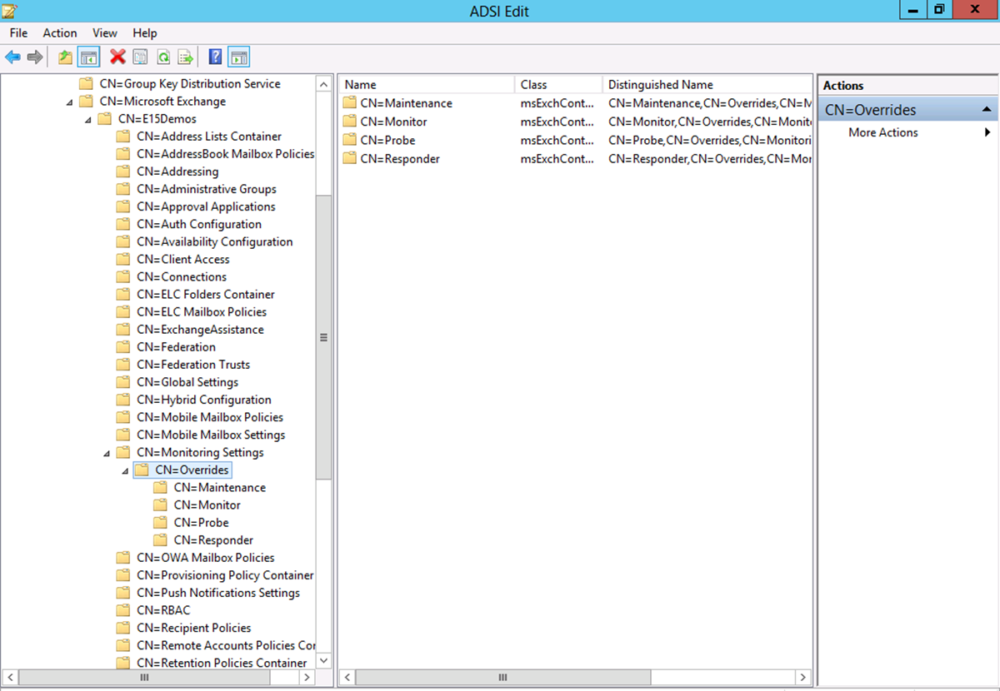 ADSI Edit
File Action View Help
CN=Group Key Distribution Service
CN=Microsoft Exchange
CN=E15Demos
CN=Address Lists Container
CN=AddressBook Mailbox Policies
CN=Addressing
CN=Administrative Groups
CN=Approval Applications
CN=Auth Configuration
CN=Availability Configuration
CN=Client Access
CN=Connections
CN=ELC Folders Container
CN=ELC Mailbox Policies
CN=ExchangeAssistance
CN=Federation
CN=Federation Trusts
CN=Global Settings
CN=Hybrid Configuration
CN=Mobile Mailbox Policies
CN=Mobile Mailbox Settings
CN=Monitoring Settings
CN=Overrides
CN=Maintenance
CN=Monitor
CN=Probe
CN=Responder
CN=OWA Mailbox Policies
CN=Provisioning Policy Container
CN=Push Notifications Settings
CN=RBAC
CN=Recipient Policies
CN=Remote Accounts Policies Cor
CN=Retention Policies Container
Name Class Distinguished Name
CN=Maintenance msExchCont... CN=Maintenance,CN=Overrides,CN=M
CN=Monitor msExchCont... CN=Monitor,CN=Overrides,CN=Monito
CN=Probe msExchCont... CN=Probe,CN=Overrides,CN=Monitori
CN=Responder msExchCont... CN=Responder,CN=Overrides,CN=Mor
Actions
CN=Overrides
More Actions